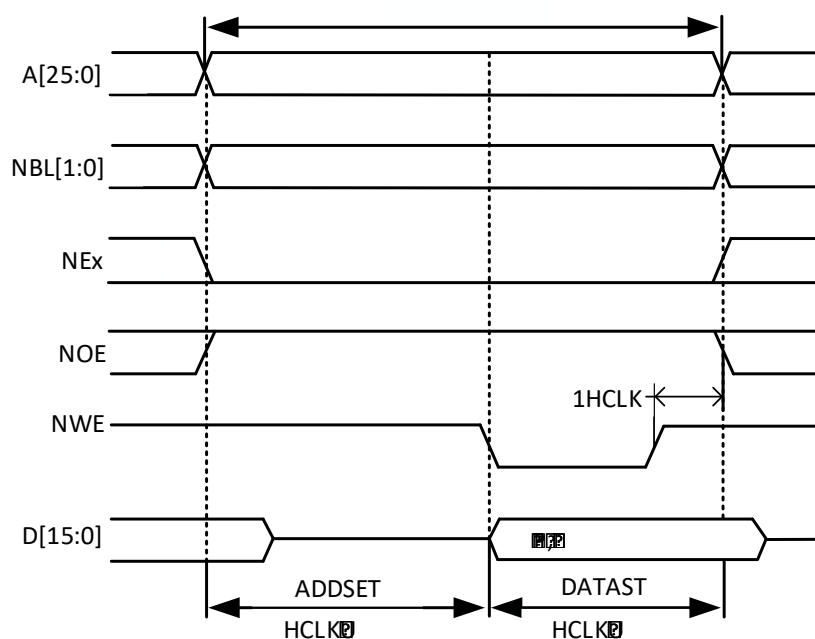 A[25:0]
NBL[1:0]
NEx
NOE
1HCLK
NWE
D[15:0]
ADDSET
DATAST
HCLK
HCLK